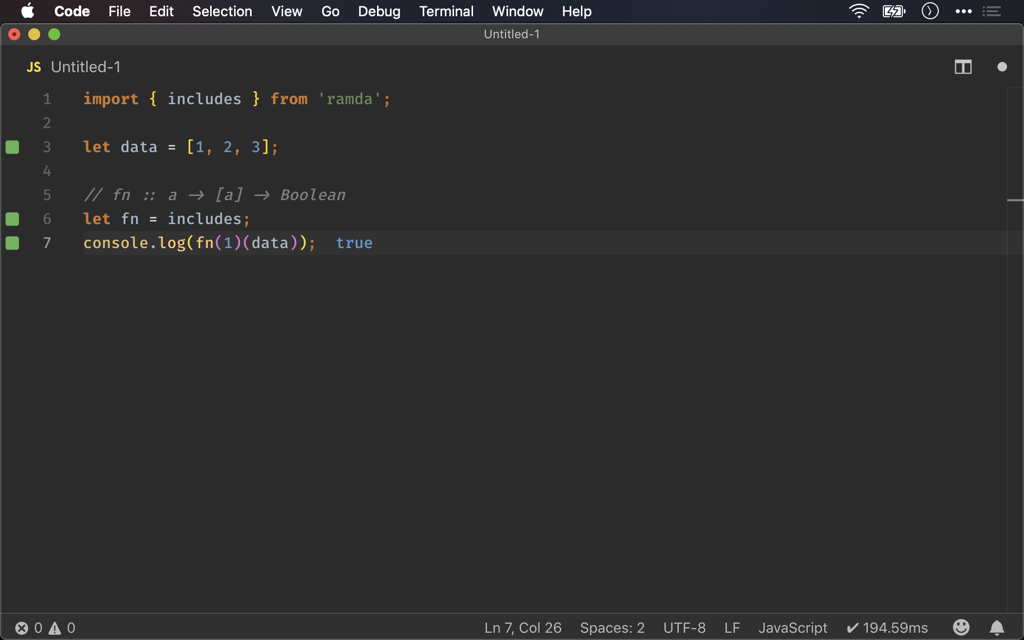 Code File Edit Selection View Go Debug Terminal Window Help
Untitled-1
JS Untitled-1
1 import { includes } from 'ramda';
2
3 let data = [1, 2, 3];
4
5 // fn :: a → [a] → Boolean
6 let fn = includes;
7 console.log(fn(1)(data)); true
0 0 Ln 7, Col 26 Spaces: 2 UTF-8 LF JavaScript ✔ 194.59ms